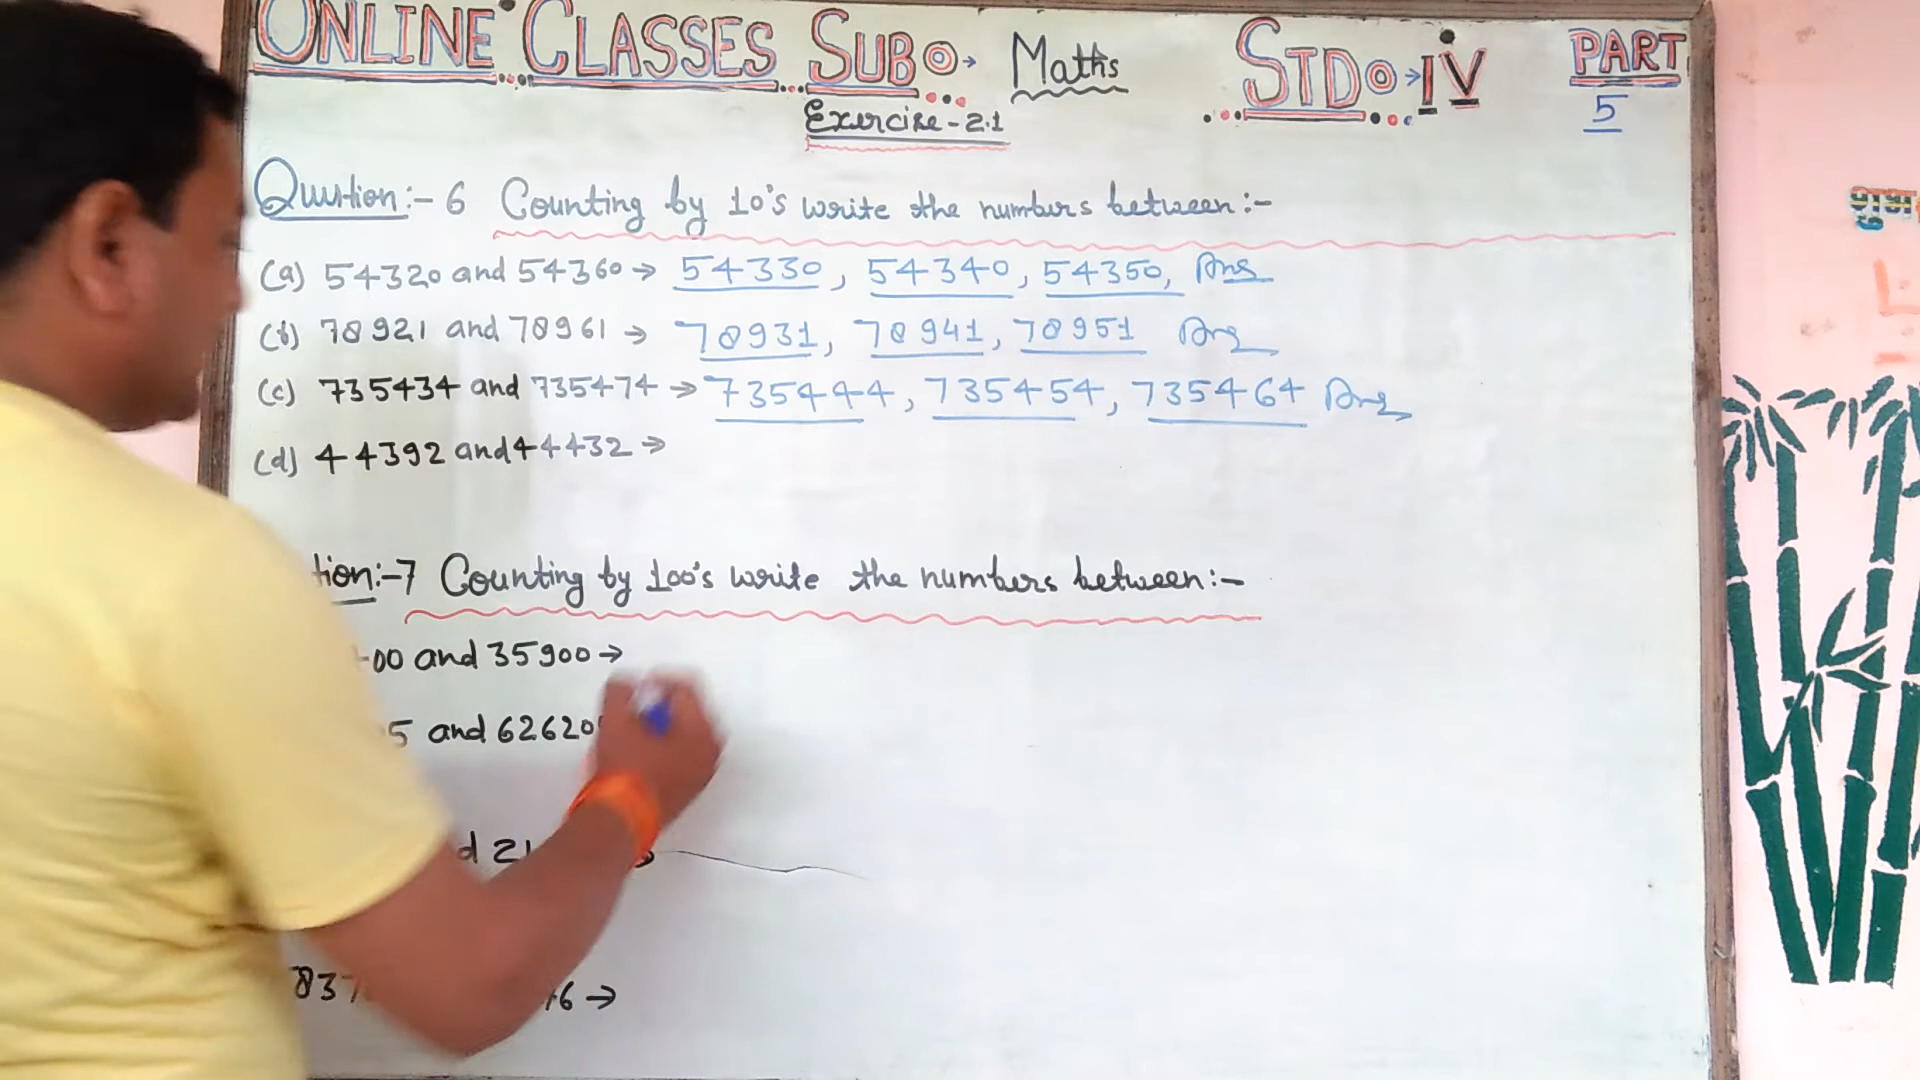 ONLINE CLASSES SUB Maths STD IV PART
5
Exercise - 2.1
Question:- 6 Counting by 10's write the numbers between:-
(a) 54320 and 54360 → 54330, 54340, 54350, Ans
(b) 78921 and 78961 → 78931, 78941, 78951 Ans
(c) 735434 and 735474 → 735444, 735454, 735464 Ans
(d) 44392 and 44432 →
tion:-7 Counting by 100's write the numbers between:-
00 and 35900 →
5 and 62620
d 21
837 6 →